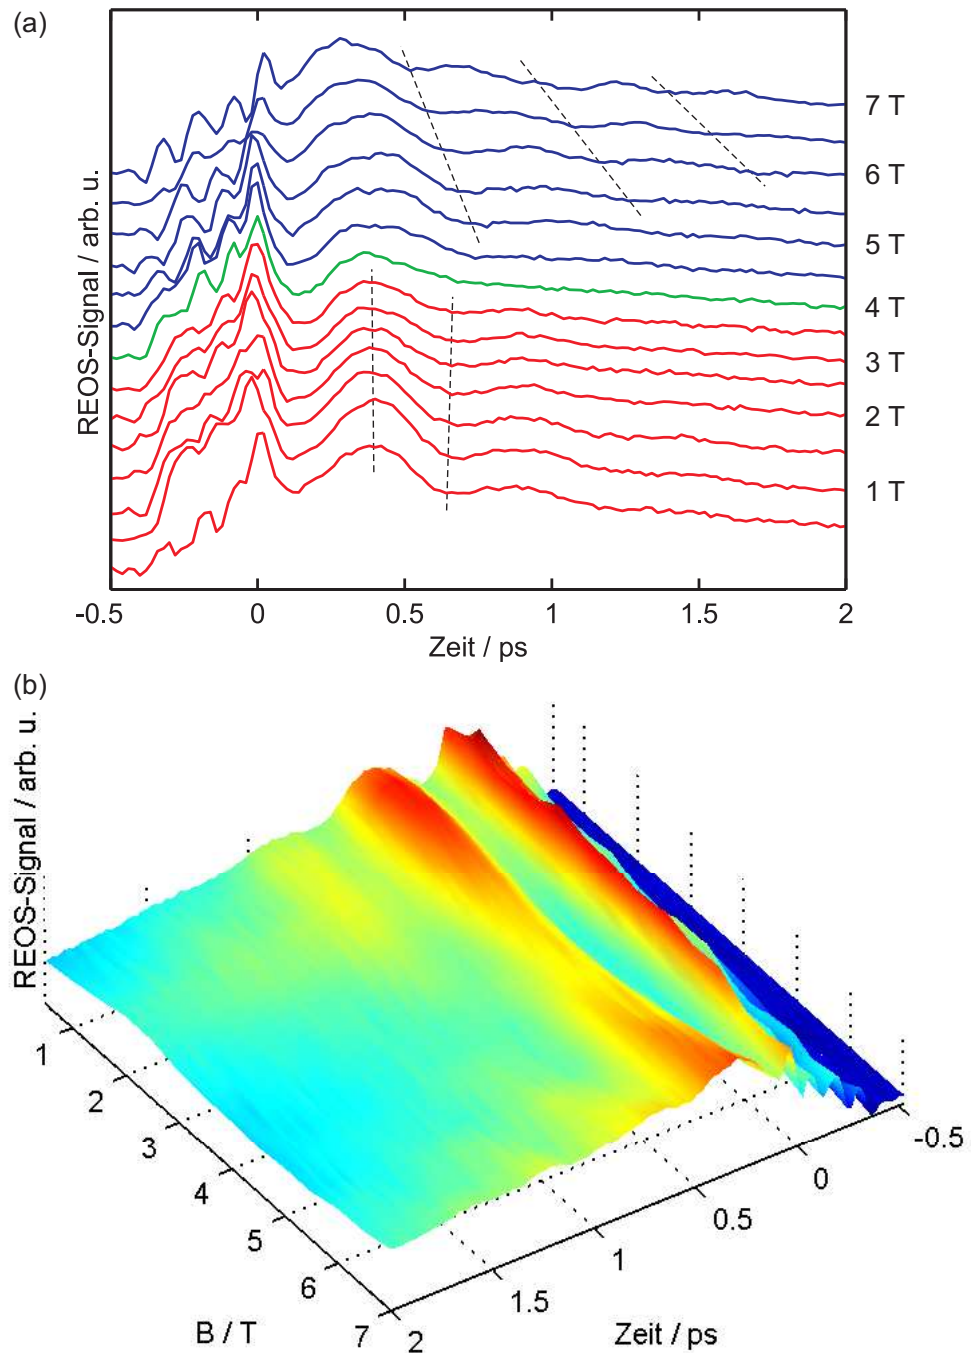 (a)
REOS-Signal / arb. u.
7 T
6 T
5 T
4 T
3 T
2 T
1 T
-0.5 0 0.5 1 1.5 2
Zeit / ps
(b)
REOS-Signal / arb. u.
1
2
3
4
5
6
7
B / T
2
1.5
1
0.5
0
-0.5
Zeit / ps